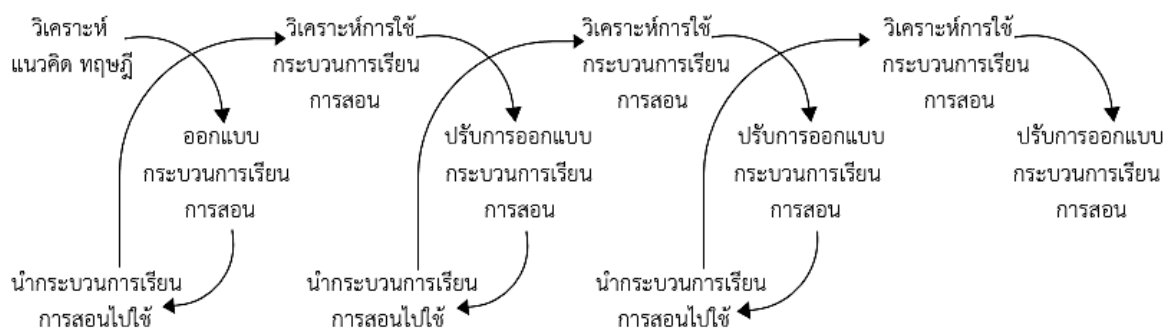 วิเคราะห์
แนวคิด ทฤษฎี
ออกแบบ
กระบวนการเรียน
การสอน
นำกระบวนการเรียน
การสอนไปใช้
วิเคราะห์การใช้
กระบวนการเรียน
การสอน
ปรับการออกแบบ
กระบวนการเรียน
การสอน
นำกระบวนการเรียน
การสอนไปใช้
วิเคราะห์การใช้
กระบวนการเรียน
การสอน
ปรับการออกแบบ
กระบวนการเรียน
การสอน
นำกระบวนการเรียน
การสอนไปใช้
วิเคราะห์การใช้
กระบวนการเรียน
การสอน
ปรับการออกแบบ
กระบวนการเรียน
การสอน